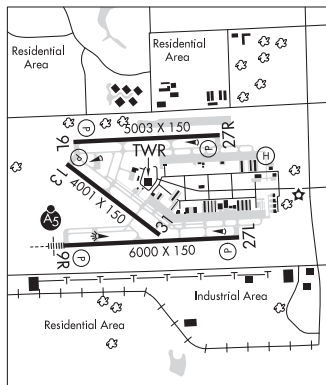 Residential
Area
Residential
Area
5003 X 150
9L
27R
P
P
P
TWR
H
13
4001 X 150
31
A5
9R
P
6000 X 150
P
27L
Industrial Area
Residential Area